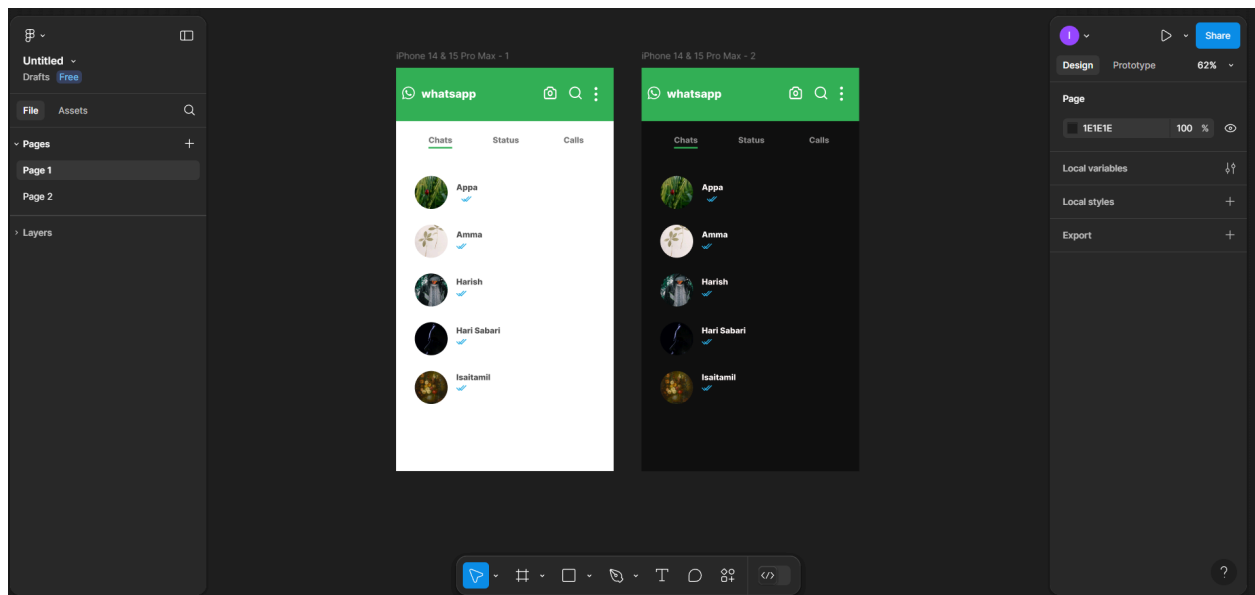 Untitled
Drafts Free
File Assets
Pages
Page 1
Page 2
Layers
iPhone 14 & 15 Pro Max - 1
whatsapp
Chats Status Calls
Appa
Amma
Harish
Hari Sabari
Isaitamil
iPhone 14 & 15 Pro Max - 2
whatsapp
Chats Status Calls
Appa
Amma
Harish
Hari Sabari
Isaitamil
I
Share
Design Prototype 62%
Page
1E1E1E 100 %
Local variables
Local styles
Export
?